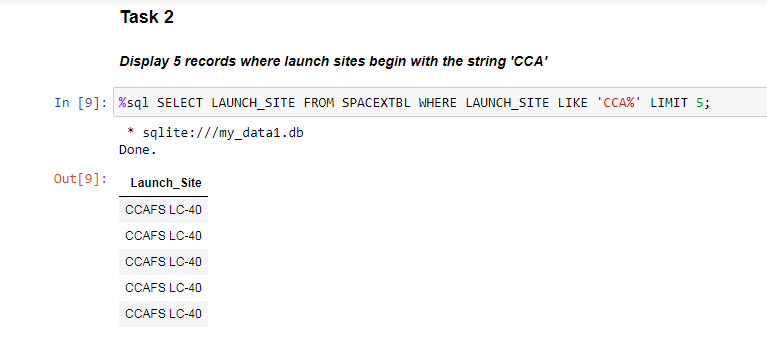 Task 2
Display 5 records where launch sites begin with the string 'CCA'
In [9]: %sql SELECT LAUNCH_SITE FROM SPACEXTBL WHERE LAUNCH_SITE LIKE 'CCA%' LIMIT 5;
* sqlite:///my_data1.db
Done.
Out[9]: Launch_Site
CCAFS LC-40
CCAFS LC-40
CCAFS LC-40
CCAFS LC-40
CCAFS LC-40